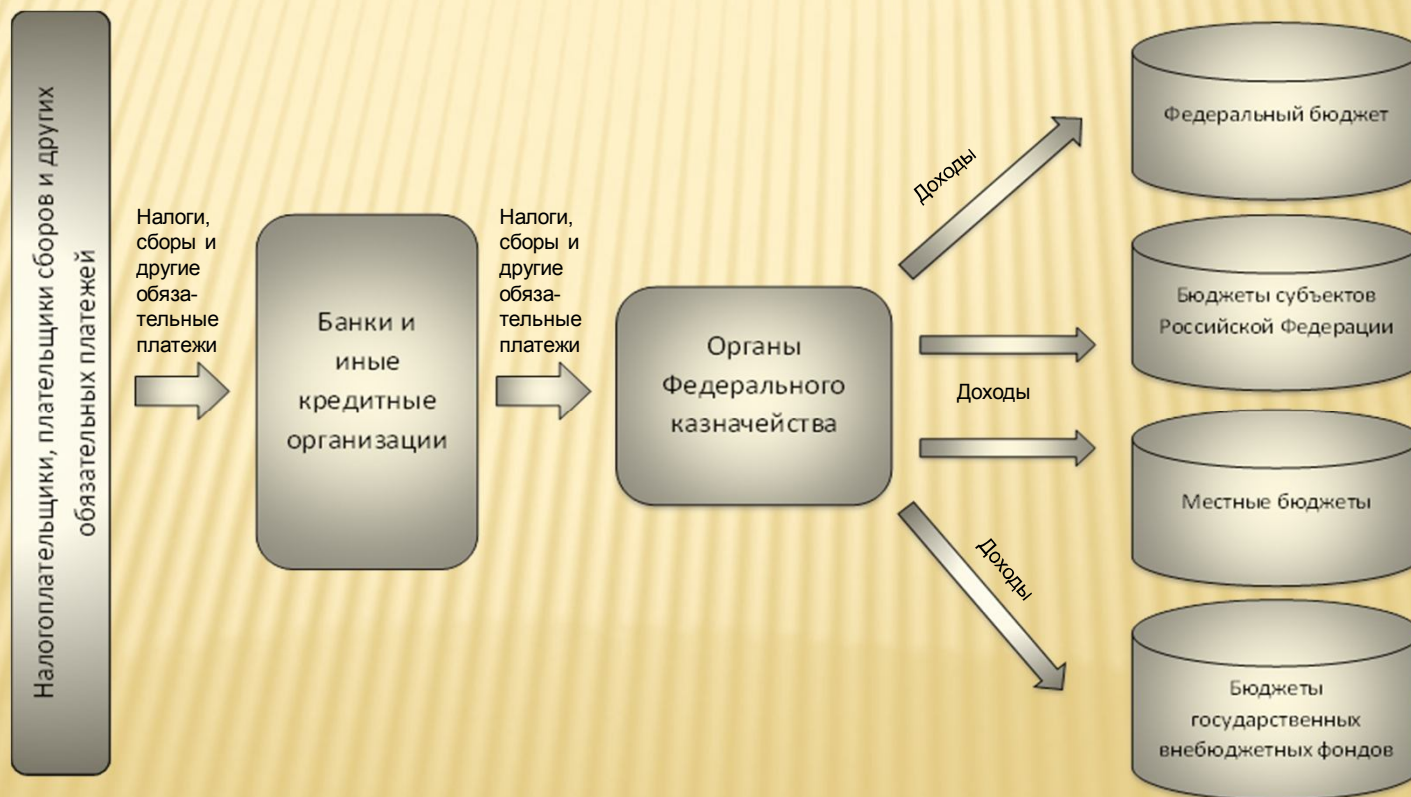 Налогоплательщики, плательщики сборов и других
обязательных платежей
Налоги,
сборы и
другие
обяза-
тельные
платежи
Банки и
иные
кредитные
организации
Налоги,
сборы и
другие
обяза-
тельные
платежи
Органы
Федерального
казначейства
Доходы
Доходы
Доходы
Федеральный бюджет
Бюджеты субъектов
Российской Федерации
Местные бюджеты
Бюджеты
государственных
внебюджетных фондов